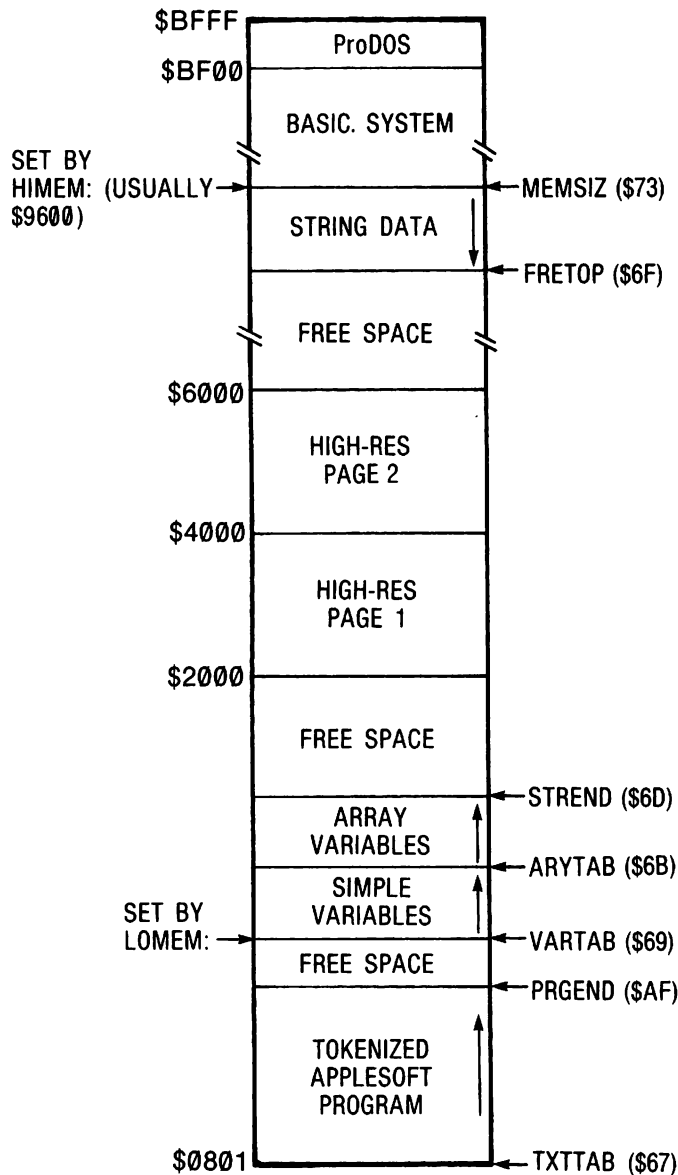 $BFFF
ProDOS
$BF00
BASIC. SYSTEM
SET BY
HIMEM: (USUALLY
$9600)
MEMSIZ ($73)
STRING DATA
FRETOP ($6F)
FREE SPACE
$6000
HIGH-RES
PAGE 2
$4000
HIGH-RES
PAGE 1
$2000
FREE SPACE
STREND ($6D)
ARRAY
VARIABLES
ARYTAB ($6B)
SIMPLE
VARIABLES
SET BY
LOMEM:
VARTAB ($69)
FREE SPACE
PRGEND ($AF)
TOKENIZED
APPLESOFT
PROGRAM
$0801
TXTTAB ($67)